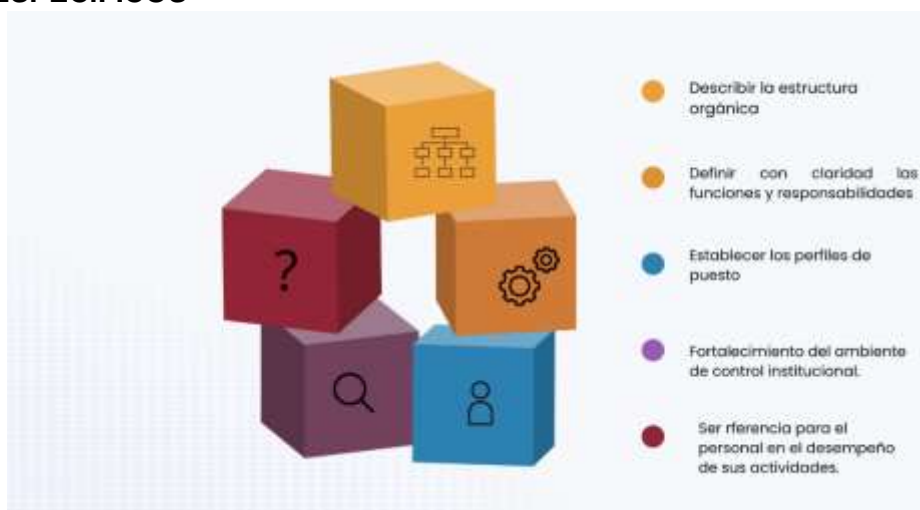 Describir la estructura
orgánica
Definir con claridad las
funciones y responsabilidades
Establecer los perfiles de
puesto
Fortalecimiento del ambiente
de control institucional.
Ser rferencia para el
personal en el desempeño
de sus actividades.
?